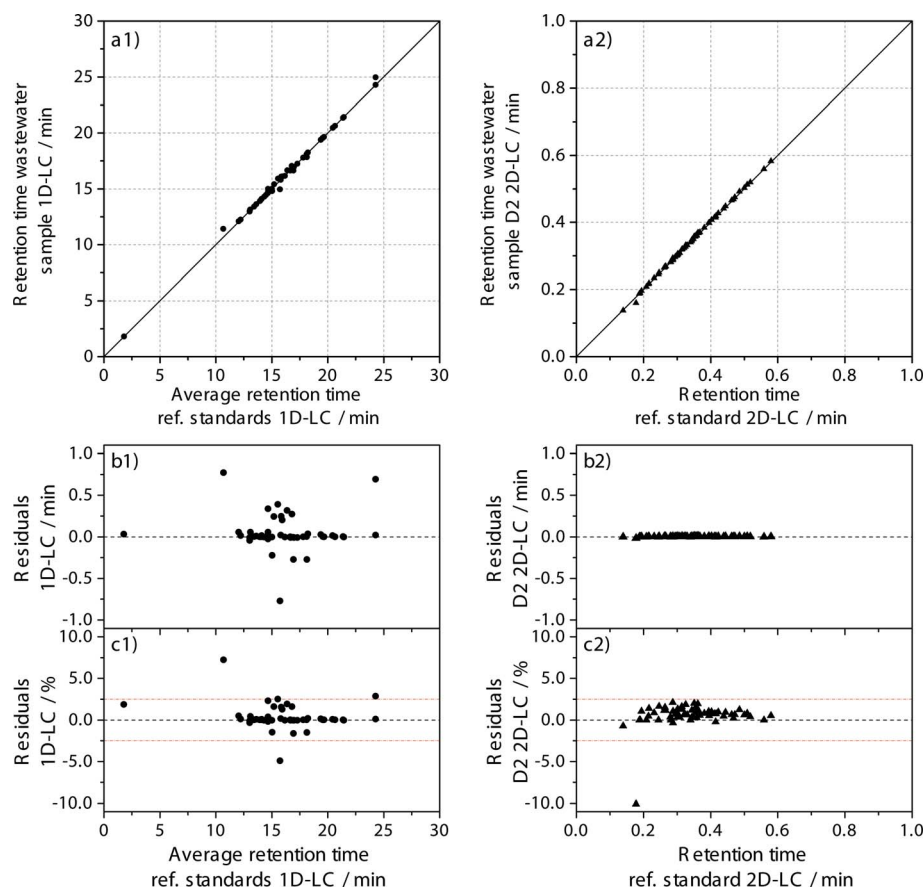 a1)
30
25
20
15
10
5
0
Retention time wastewater
sample 1D-LC / min
0 5 10 15 20 25 30
Average retention time
ref. standards 1D-LC / min
a2)
1.0
0.8
0.6
0.4
0.2
0.0
Retention time wastewater
sample D2 2D-LC / min
0.0 0.2 0.4 0.6 0.8 1.0
Retention time
ref. standard 2D-LC / min
b1)
1.0
0.5
0.0
-0.5
-1.0
Residuals
1D-LC / min
b2)
1.0
0.5
0.0
-0.5
-1.0
Residuals
D2 2D-LC / min
c1)
10.0
5.0
0.0
-5.0
-10.0
Residuals
1D-LC / %
0 5 10 15 20 25 30
Average retention time
ref. standards 1D-LC / min
c2)
10.0
5.0
0.0
-5.0
-10.0
Residuals
D2 2D-LC / %
0.0 0.2 0.4 0.6 0.8 1.0
Retention time
ref. standard 2D-LC / min